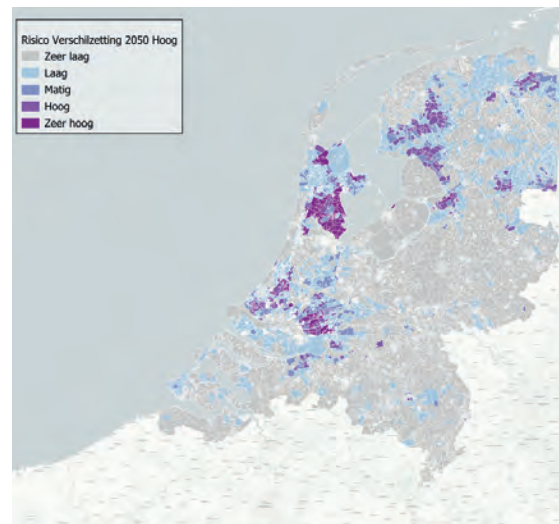 Risico Verschilzetting 2050 Hoog
Zeer laag
Laag
Matig
Hoog
Zeer hoog